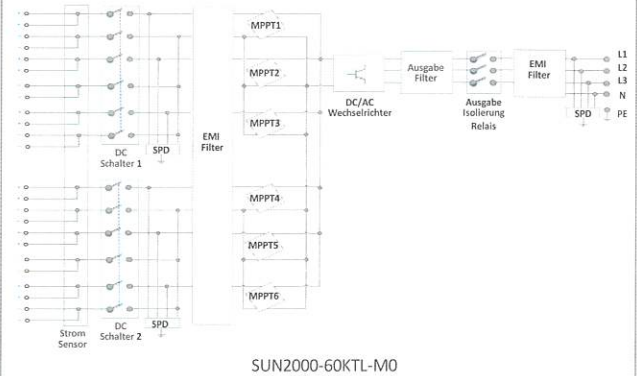 MPPT1
MPPT2
MPPT3
MPPT4
MPPT5
MPPT6
EMI
Filter
DC
Schalter 1
SPD
DC
Schalter 2
SPD
Strom
Sensor
DC/AC
Wechselrichter
Ausgabe
Filter
Ausgabe
Isolierung
Relais
EMI
Filter
SPD
L1
L2
L3
N
PE
SUN2000-60KTL-M0